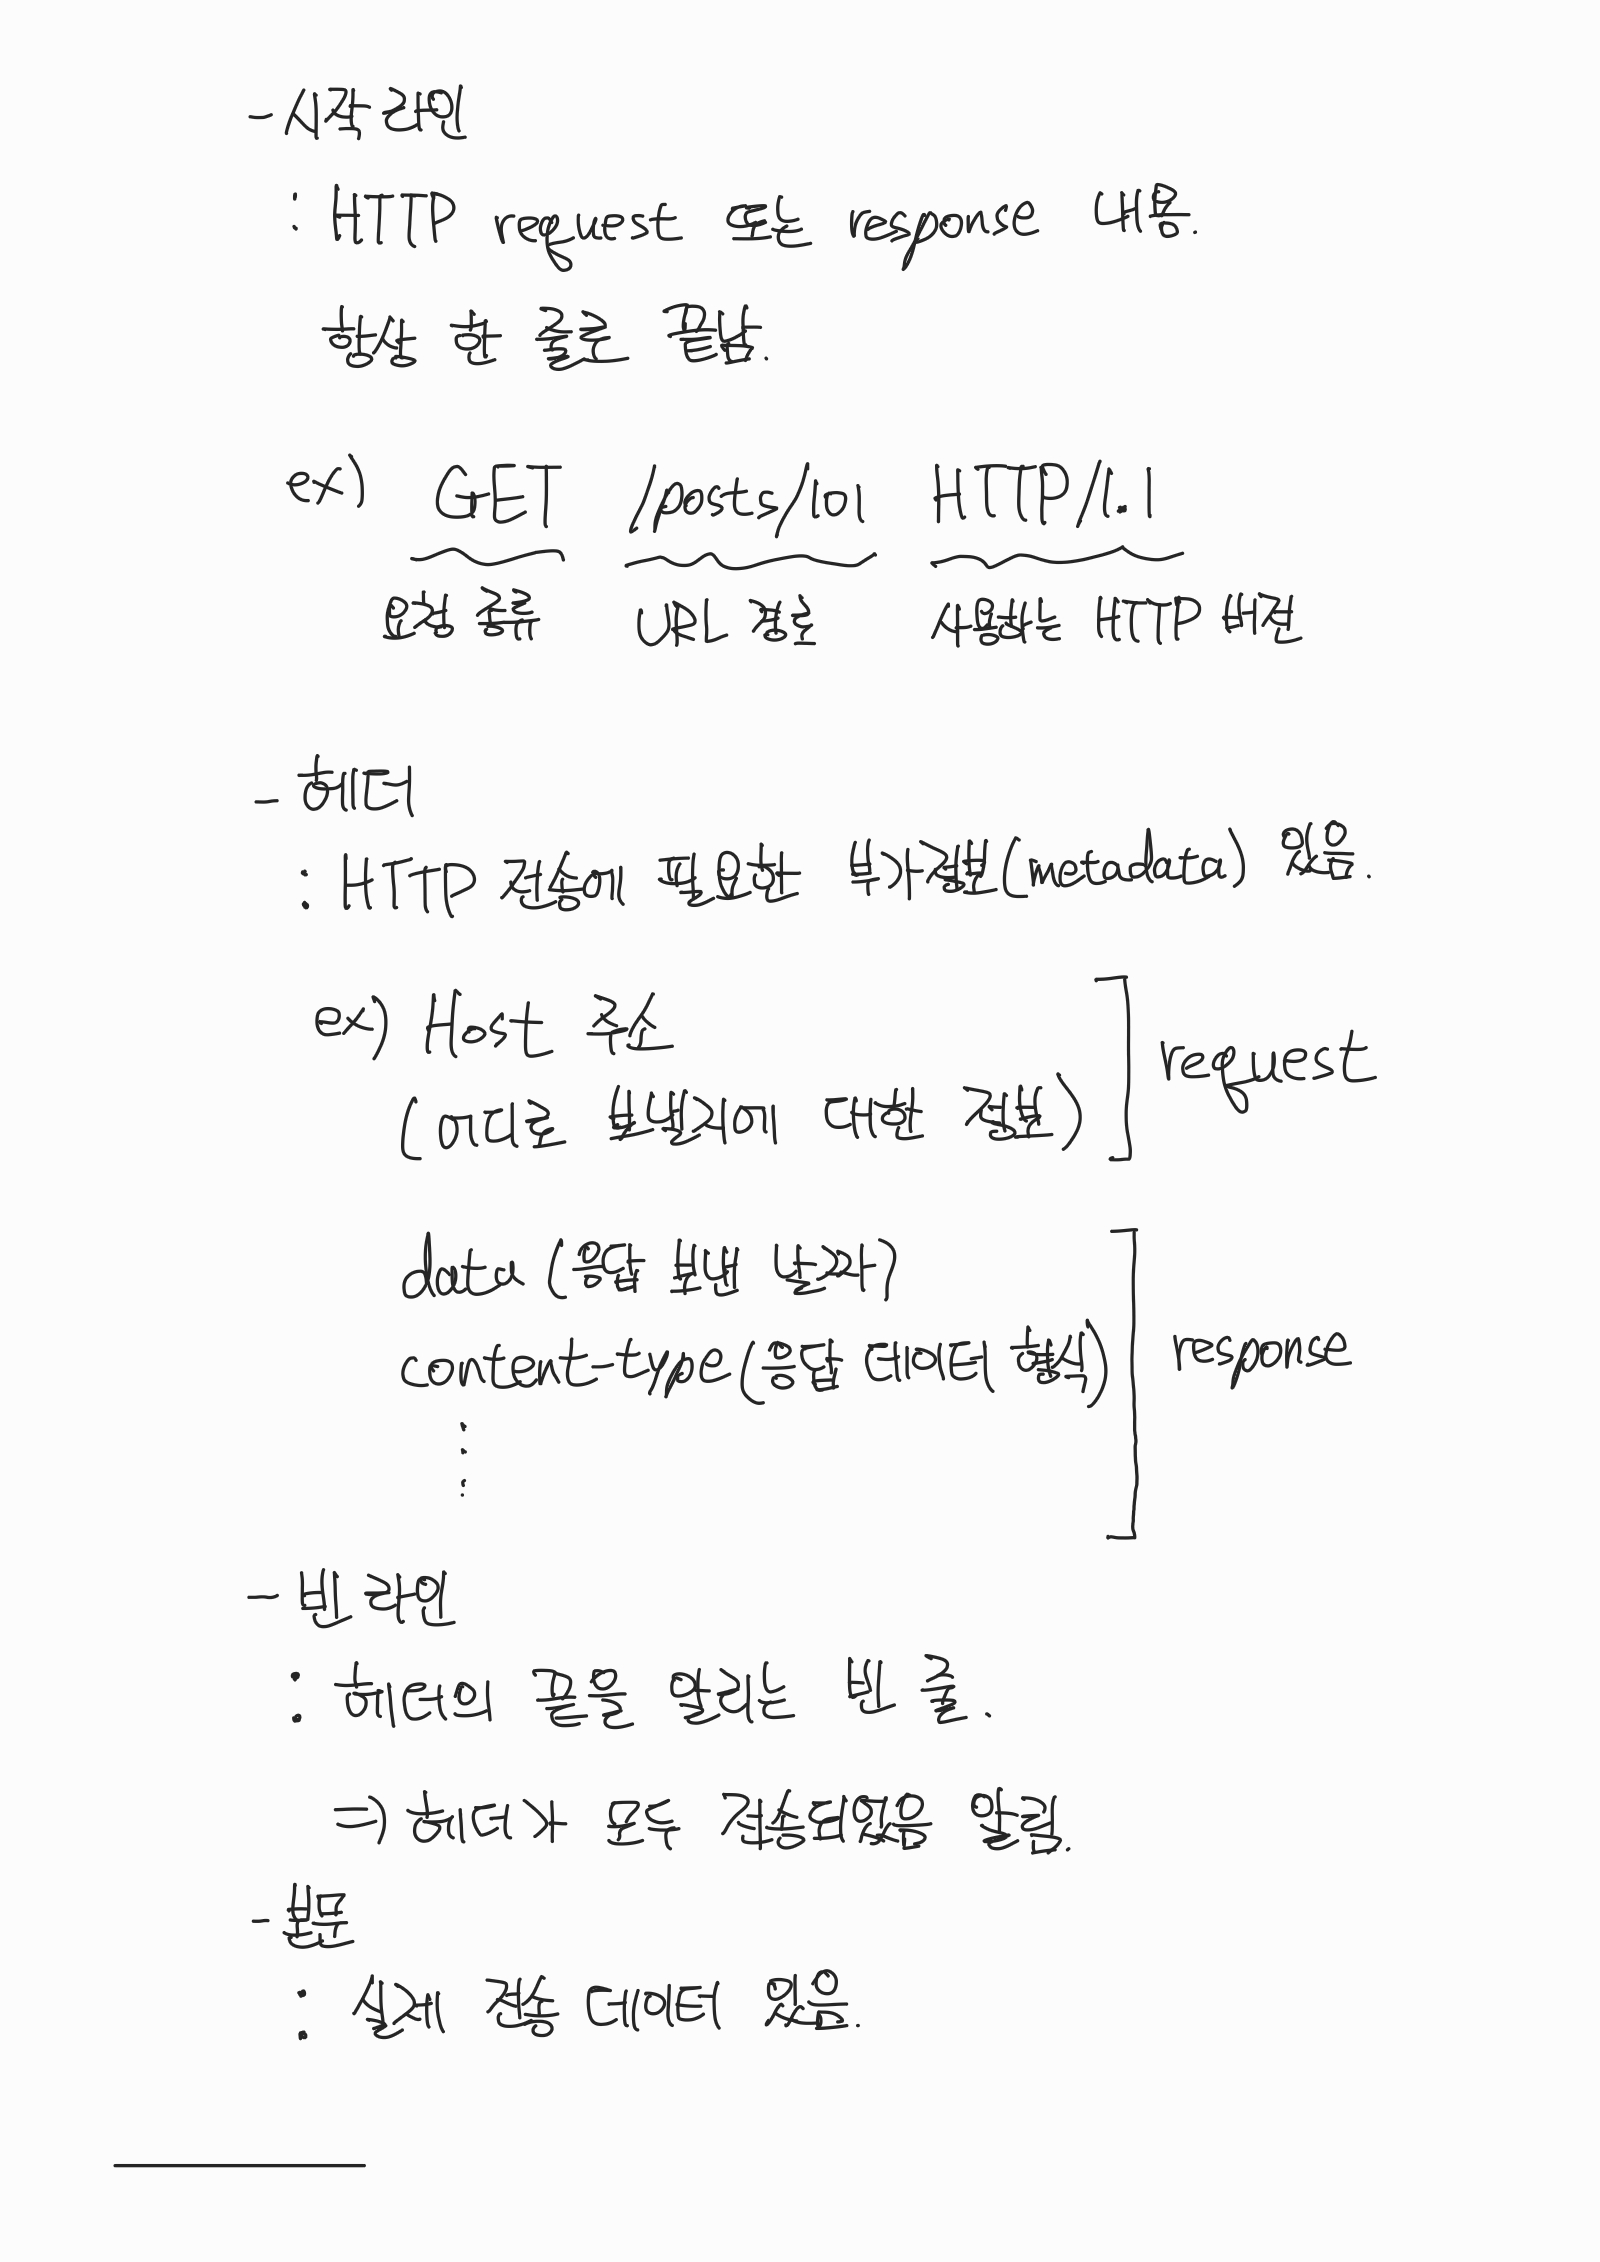 - 시작 라인
: HTTP request 또는 response 내용.
항상 한 줄로 끝남.
ex) GET /posts/101 HTTP/1.1
요청 종류 URL 경로 사용하는 HTTP 버전
- 헤더
: HTTP 전송에 필요한 부가정보(metadata) 있음.
ex) Host 주소
(어디로 보낼지에 대한 정보)
request
data (응답 보낸 날짜)
content-type(응답 데이터 형식)
⋮
response
- 빈 라인
: 헤더의 끝을 알리는 빈 줄.
⇒ 헤더가 모두 전송되었음 알림.
- 본문
: 실제 전송 데이터 있음.